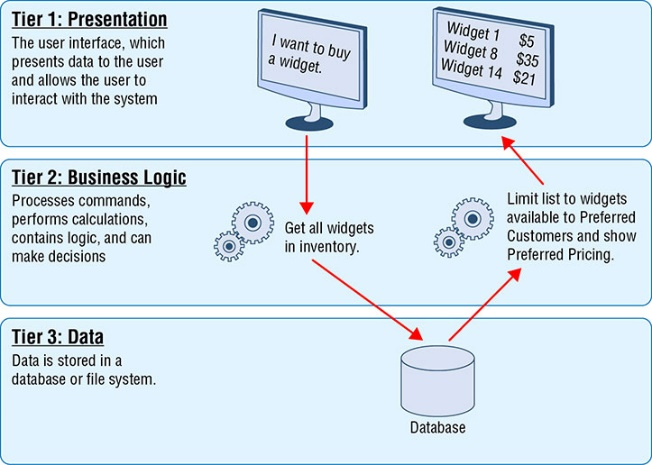 Tier 1: Presentation
The user interface, which
presents data to the user
and allows the user to
interact with the system
I want to buy
a widget.
Widget 1 $5
Widget 8 $35
Widget 14 $21
Tier 2: Business Logic
Processes commands,
performs calculations,
contains logic, and can
make decisions
Get all widgets
in inventory.
Limit list to widgets
available to Preferred
Customers and show
Preferred Pricing.
Tier 3: Data
Data is stored in a
database or file system.
Database